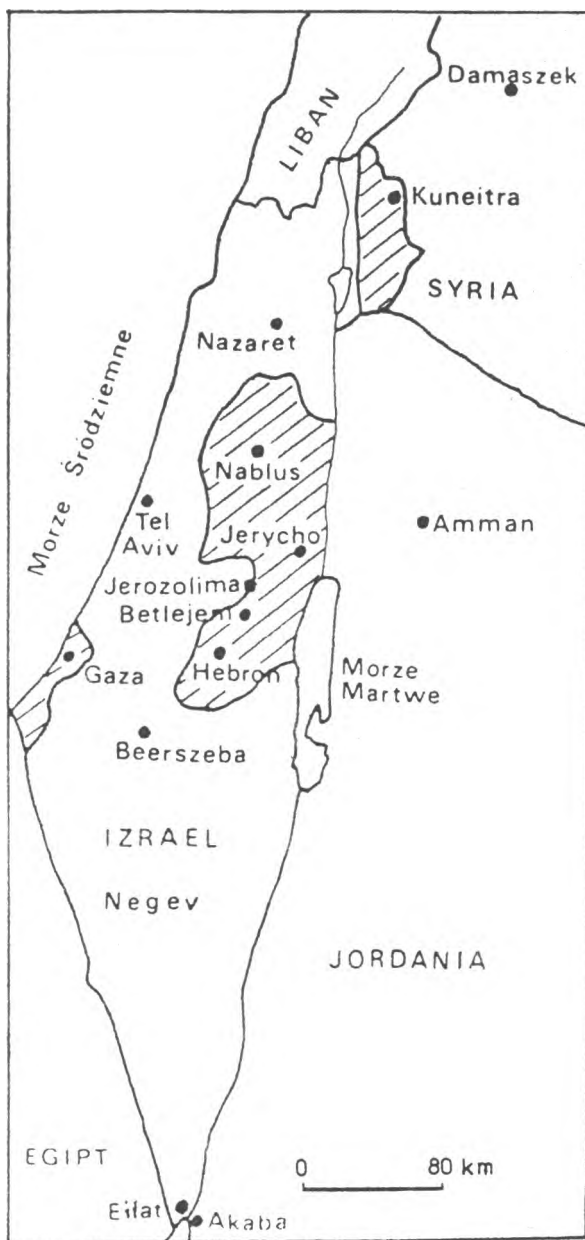 Damaszek
LIBAN
Kuneitra
SYRIA
Nazaret
Morze Śródziemne
Nablus
Tel
Aviv
Jerycho
Amman
Jerozolima
Betlejem
Gaza
Hebron
Morze
Martwe
Beerszeba
IZRAEL
Negev
JORDANIA
EGIPT
0 80 km
Eilat
Akaba